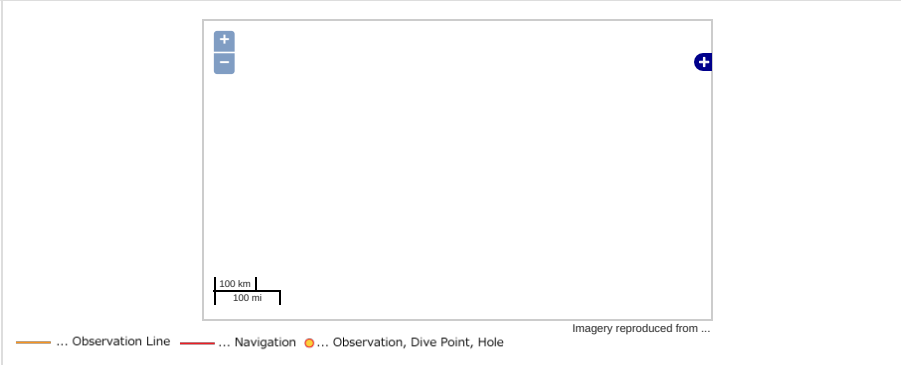 +
−
+
100 km
100 mi
Imagery reproduced from ...
... Observation Line ... Navigation ... Observation, Dive Point, Hole